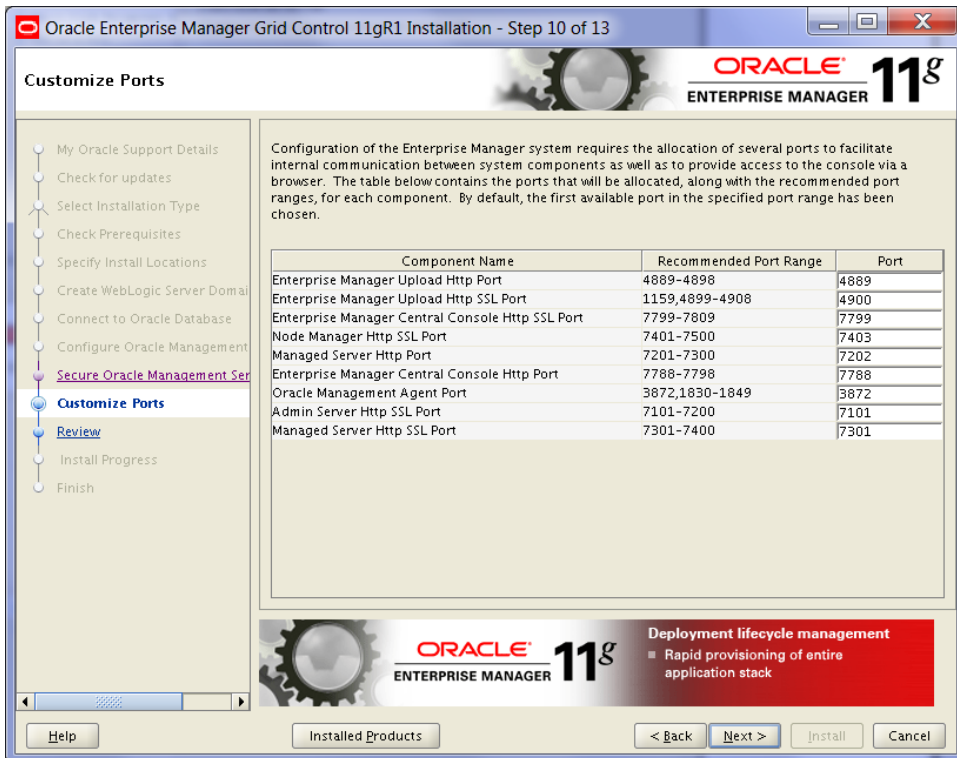 Oracle Enterprise Manager Grid Control 11gR1 Installation - Step 10 of 13
Customize Ports
ORACLE
ENTERPRISE MANAGER 11g
My Oracle Support Details
Check for updates
Select Installation Type
Check Prerequisites
Specify Install Locations
Create WebLogic Server Domai
Connect to Oracle Database
Configure Oracle Management
Secure Oracle Management Ser
Customize Ports
Review
Install Progress
Finish
Configuration of the Enterprise Manager system requires the allocation of several ports to facilitate
internal communication between system components as well as to provide access to the console via a
browser. The table below contains the ports that will be allocated, along with the recommended port
ranges, for each component. By default, the first available port in the specified port range has been
chosen.
Component Name Recommended Port Range Port
Enterprise Manager Upload Http Port 4889-4898 4889
Enterprise Manager Upload Http SSL Port 1159,4899-4908 4900
Enterprise Manager Central Console Http SSL Port 7799-7809 7799
Node Manager Http SSL Port 7401-7500 7403
Managed Server Http Port 7201-7300 7202
Enterprise Manager Central Console Http Port 7788-7798 7788
Oracle Management Agent Port 3872,1830-1849 3872
Admin Server Http SSL Port 7101-7200 7101
Managed Server Http SSL Port 7301-7400 7301
ORACLE
ENTERPRISE MANAGER 11g
Deployment lifecycle management
Rapid provisioning of entire
application stack
Help Installed Products < Back Next > Install Cancel